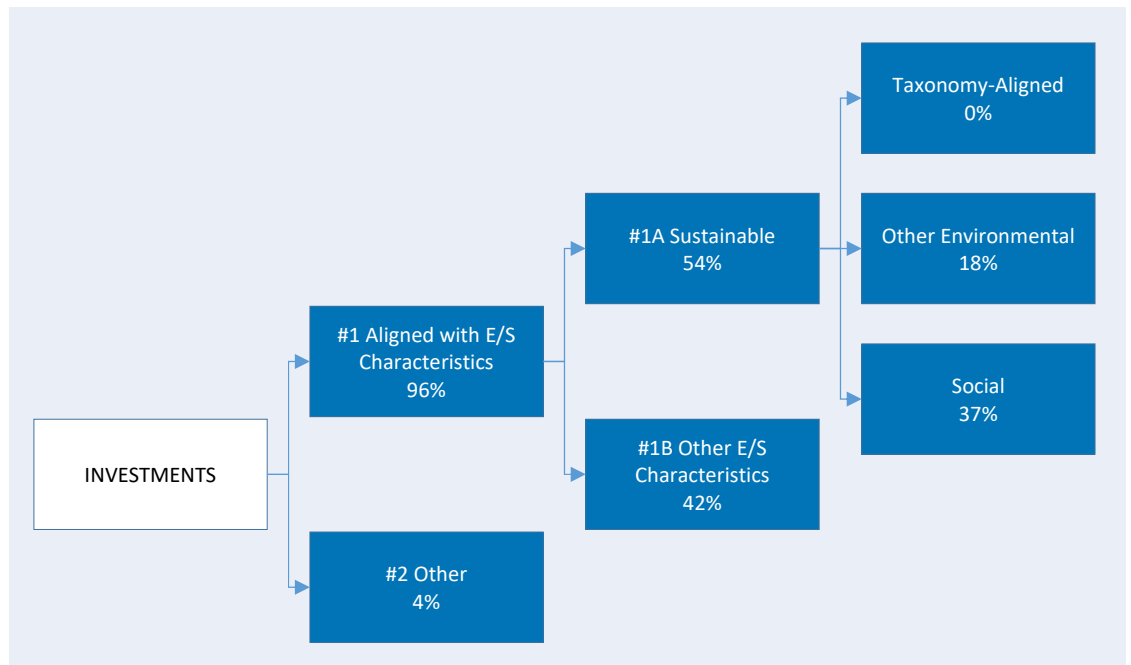 INVESTMENTS
#1 Aligned with E/S
Characteristics
96%
#2 Other
4%
#1A Sustainable
54%
#1B Other E/S
Characteristics
42%
Taxonomy-Aligned
0%
Other Environmental
18%
Social
37%